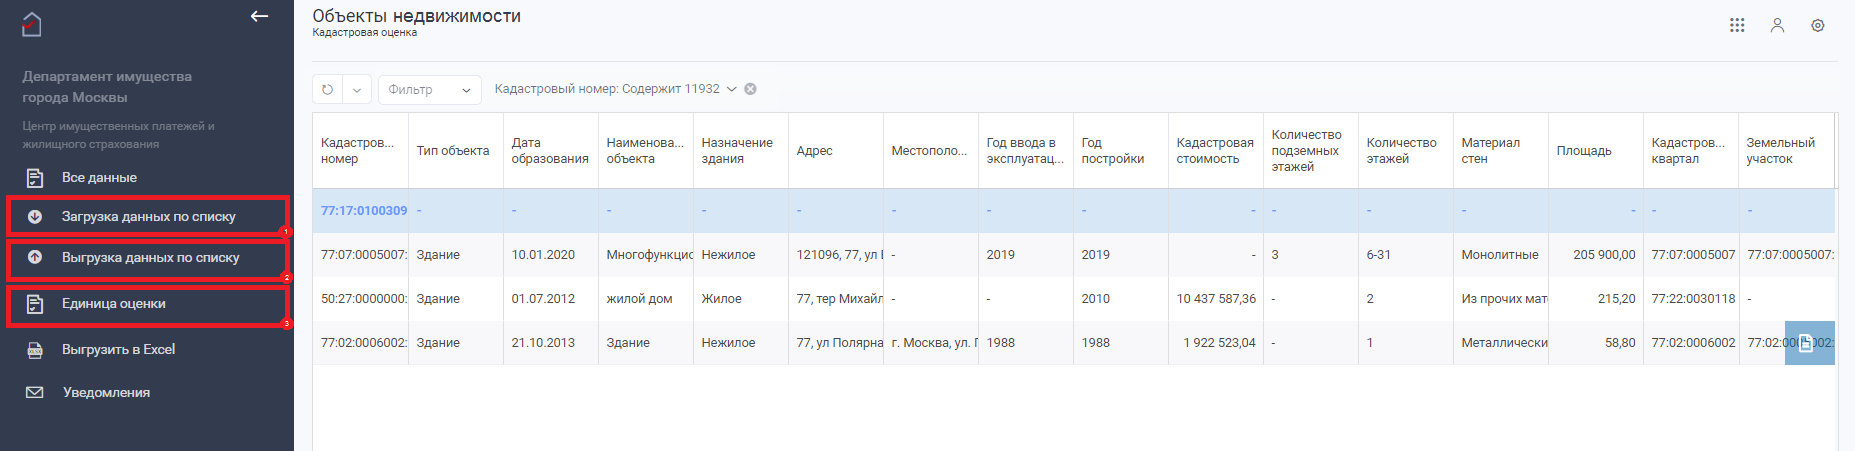 Департамент имущества
города Москвы
Центр имущественных платежей и
жилищного страхования
Все данные
Загрузка данных по списку
1
Выгрузка данных по списку
2
Единица оценки
3
Выгрузить в Excel
Уведомления
Объекты недвижимости
Кадастровая оценка
Фильтр
Кадастровый номер: Содержит 11932
Кадастров... номер | Тип объекта | Дата образования | Наименова... объекта | Назначение здания | Адрес | Местополо... | Год ввода в эксплуатац... | Год постройки | Кадастровая стоимость | Количество подземных этажей | Количество этажей | Материал стен | Площадь | Кадастров... квартал | Земельный участок
77:17:0100309 - - - - - - - - - - - - - - -
77:07:0005007: Здание 10.01.2020 Многофункцис Нежилое 121096, 77, ул - 2019 2019 - 3 6-31 Монолитные 205 900,00 77:07:0005007 77:07:0005007:
50:27:0000000: Здание 01.07.2012 жилой дом Жилое 77, тер Михайл - - 2010 10 437 587,36 - 2 Из прочих мат 215,20 77:22:0030118 -
77:02:0006002: Здание 21.10.2013 Здание Нежилое 77, ул Полярна г. Москва, ул. 1988 1988 1 922 523,04 - 1 Металлически 58,80 77:02:0006002